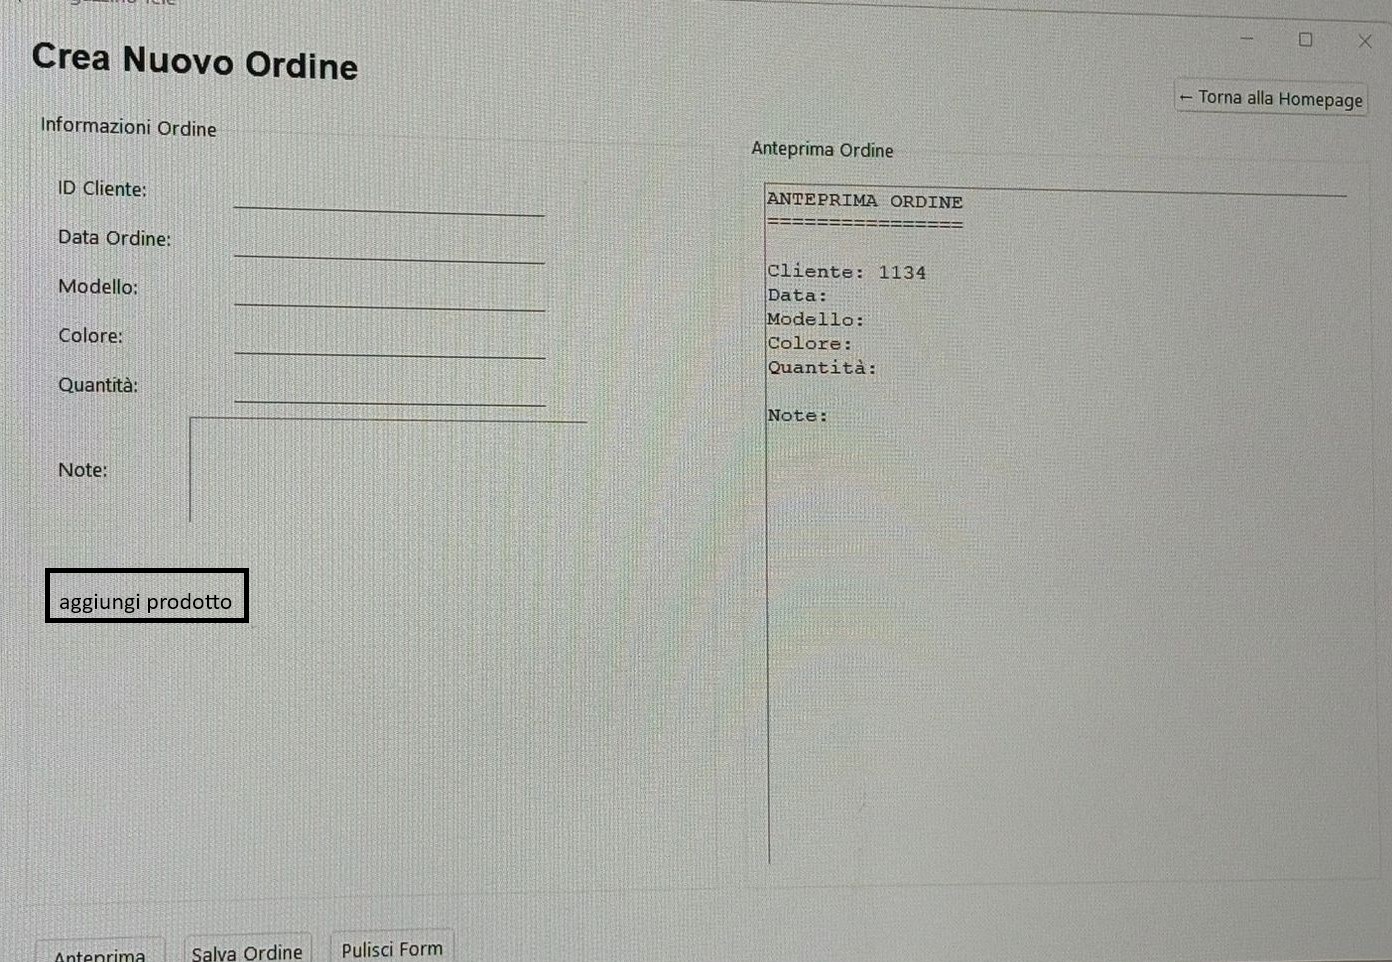 Crea Nuovo Ordine
← Torna alla Homepage
Informazioni Ordine
ID Cliente:
Data Ordine:
Modello:
Colore:
Quantità:
Note:
aggiungi prodotto
Anteprima Ordine
ANTEPRIMA ORDINE
================
Cliente: 1134
Data:
Modello:
Colore:
Quantità:
Note:
Anteprima
Salva Ordine
Pulisci Form